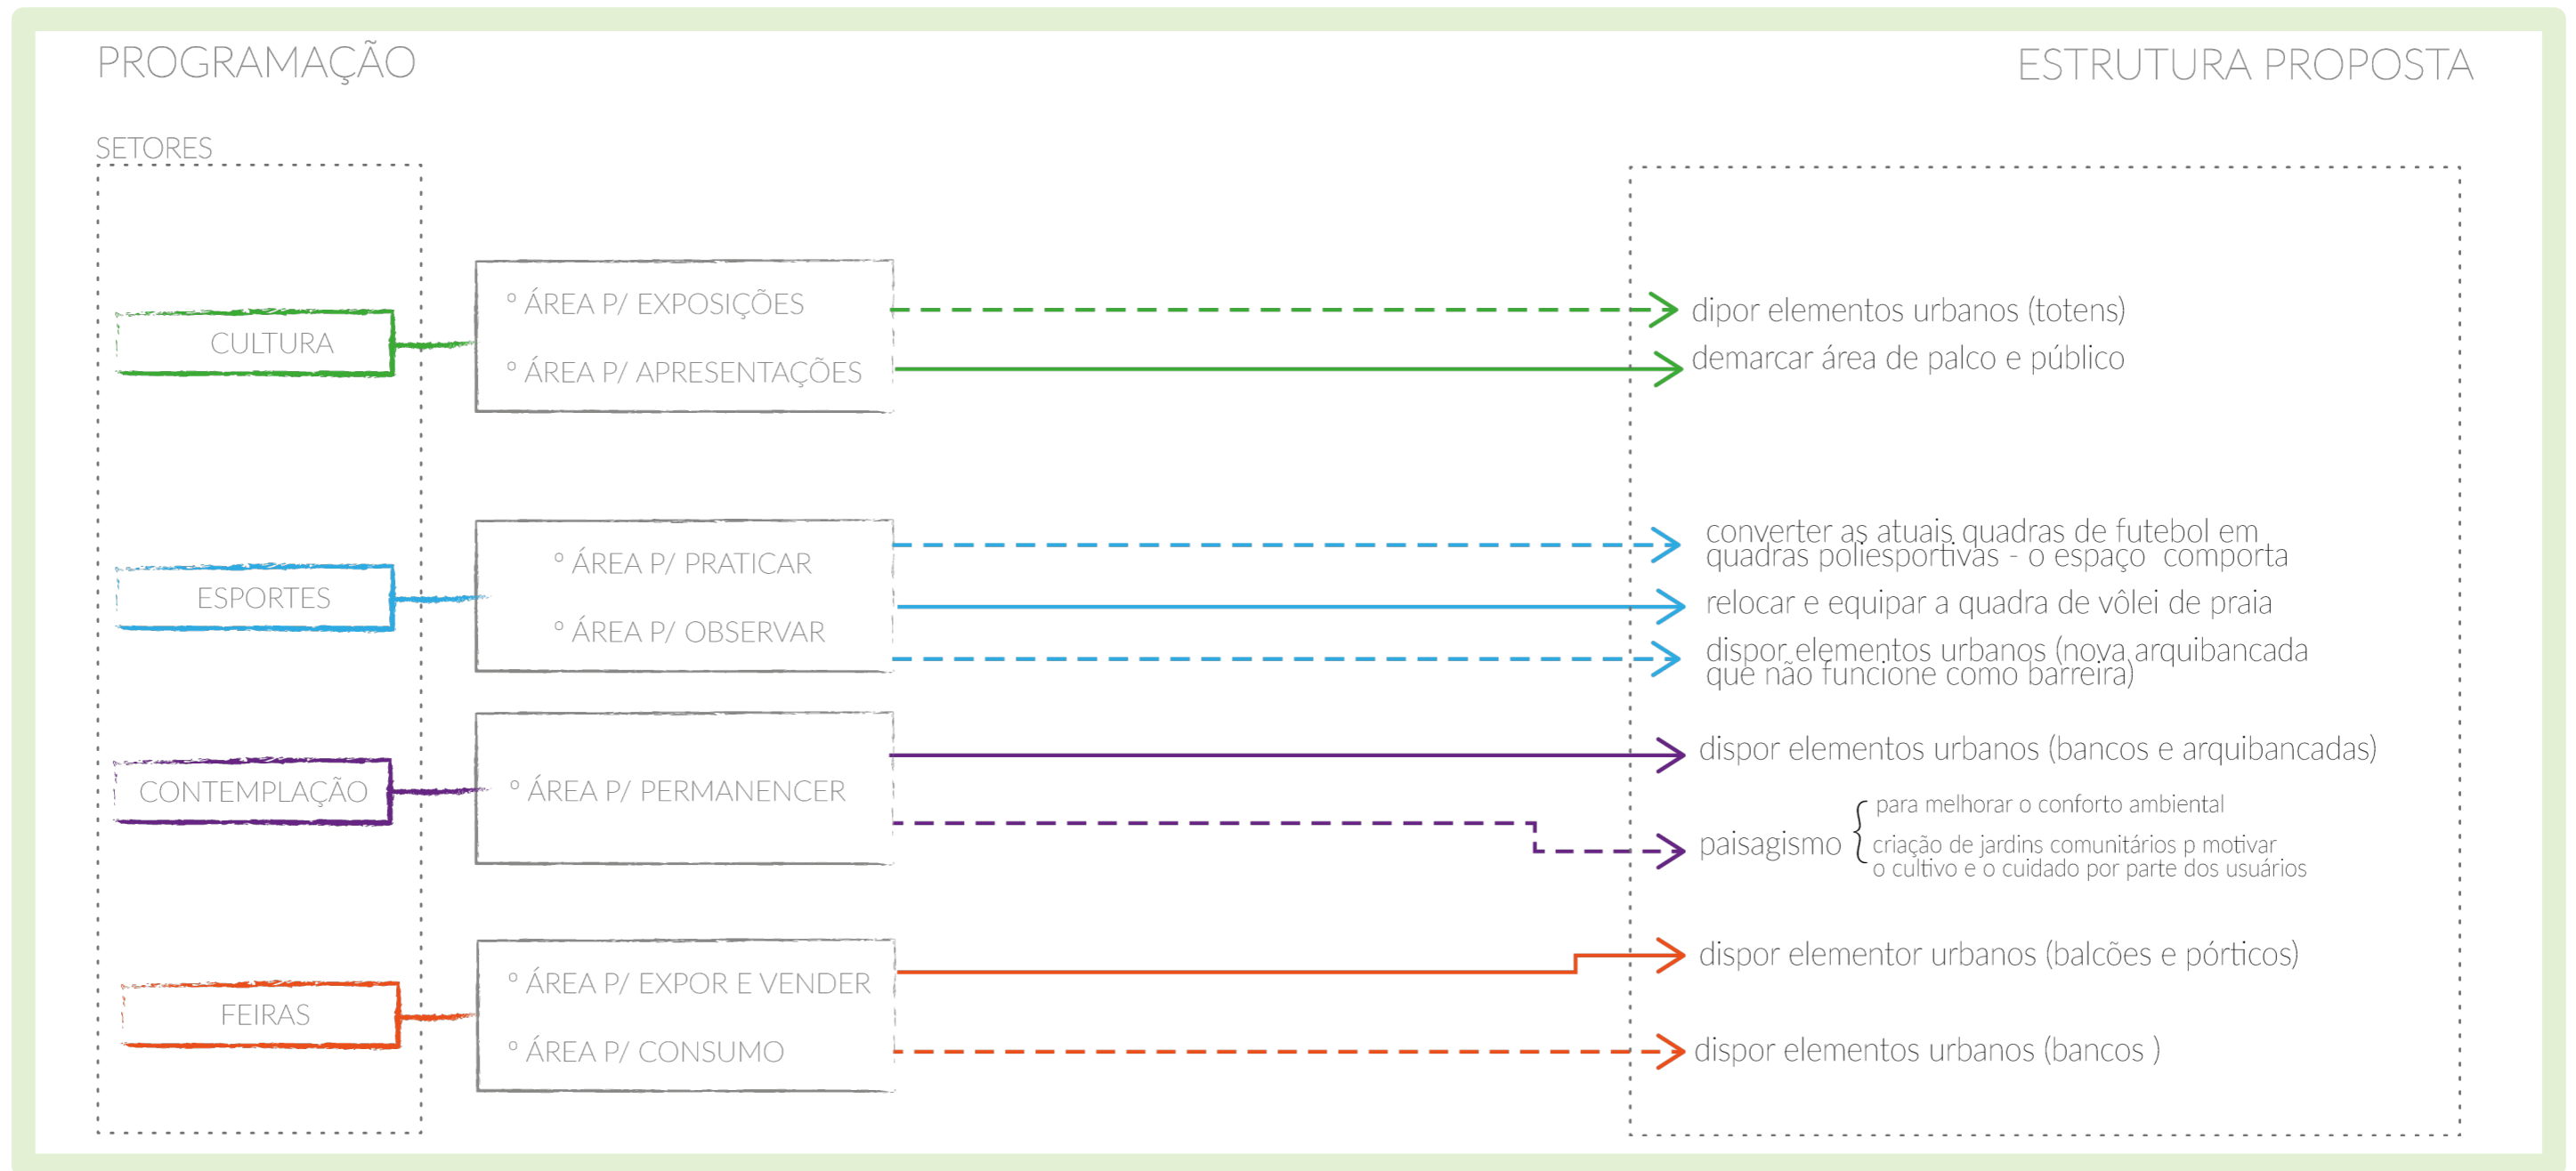 PROGRAMAÇÃO
ESTRUTURA PROPOSTA
SETORES
CULTURA
º ÁREA P/ EXPOSIÇÕES
º ÁREA P/ APRESENTAÇÕES
dipor elementos urbanos (totens)
demarcar área de palco e público
ESPORTES
º ÁREA P/ PRATICAR
º ÁREA P/ OBSERVAR
converter as atuais quadras de futebol em
quadras poliesportivas - o espaço comporta
relocar e equipar a quadra de vôlei de praia
dispor elementos urbanos (nova arquibancada
que não funcione como barreira)
CONTEMPLAÇÃO
º ÁREA P/ PERMANENCER
dispor elementos urbanos (bancos e arquibancadas)
paisagismo
para melhorar o conforto ambiental
criação de jardins comunitários p motivar
o cultivo e o cuidado por parte dos usuários
FEIRAS
º ÁREA P/ EXPOR E VENDER
º ÁREA P/ CONSUMO
dispor elementor urbanos (balcões e pórticos)
dispor elementos urbanos (bancos )